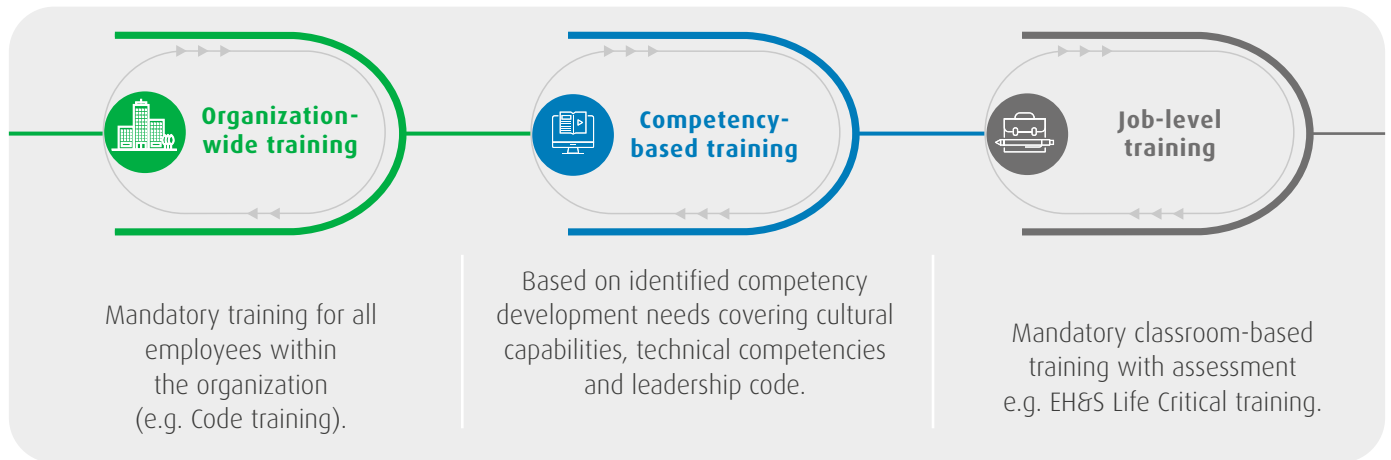 Organization-
wide training
Mandatory training for all
employees within
the organization
(e.g. Code training).
Competency-
based training
Based on identified competency
development needs covering cultural
capabilities, technical competencies
and leadership code.
Job-level
training
Mandatory classroom-based
training with assessment
e.g. EH&S Life Critical training.